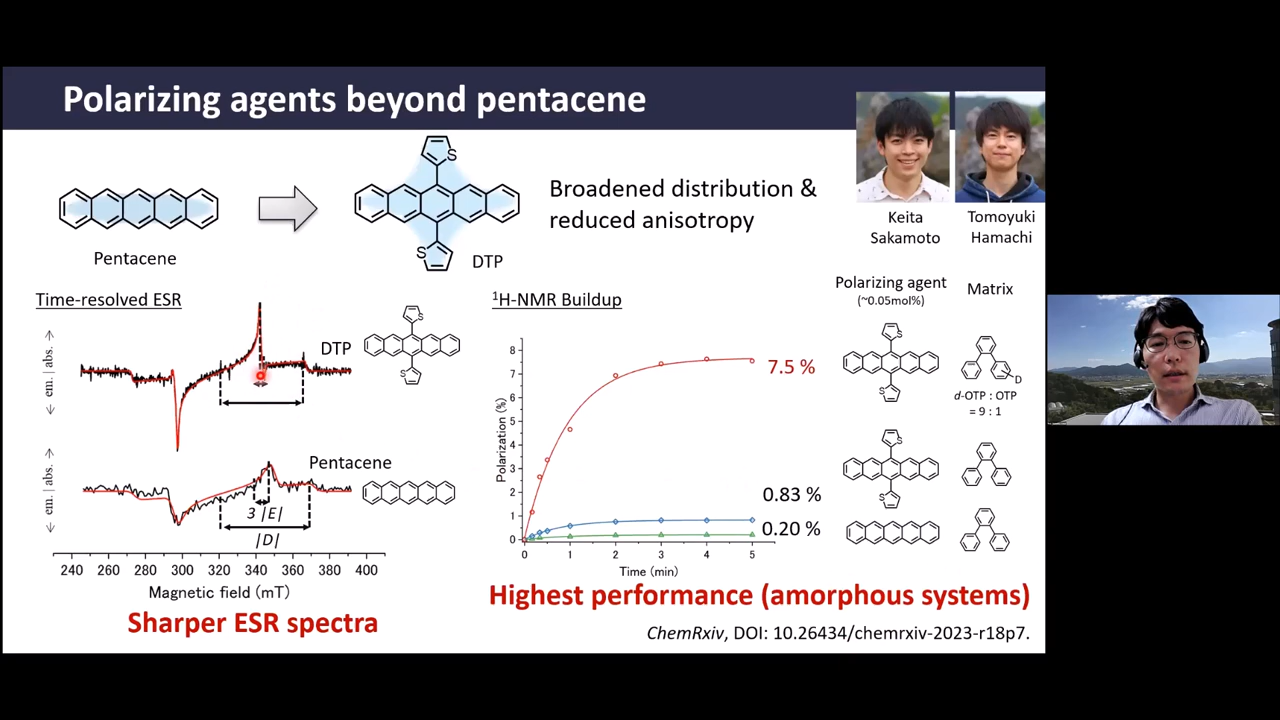 Polarizing agents beyond pentacene
Keita
Sakamoto
Tomoyuki
Hamachi
Pentacene
S
S
DTP
Broadened distribution &
reduced anisotropy
Time-resolved ESR
em. | abs.
DTP
S
S
em. | abs.
Pentacene
3 |E|
|D|
240 260 280 300 320 340 360 380 400
Magnetic field (mT)
Sharper ESR spectra
¹H-NMR Buildup
Polarization (%)
8
7
6
5
4
3
2
1
0
0 1 2 3 4 5
Time (min)
7.5 %
0.83 %
0.20 %
Polarizing agent
(~0.05mol%)
Matrix
S
S
D
d-OTP : OTP
= 9 : 1
S
S
Highest performance (amorphous systems)
ChemRxiv, DOI: 10.26434/chemrxiv-2023-r18p7.